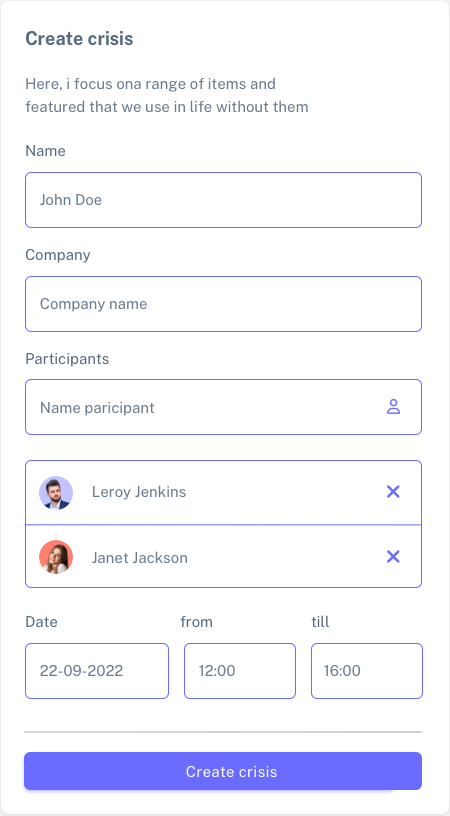 Create crisis
Here, i focus ona range of items and
featured that we use in life without them
Name
John Doe
Company
Company name
Participants
Name paricipant
Leroy Jenkins
Janet Jackson
Date from till
22-09-2022 12:00 16:00
Create crisis